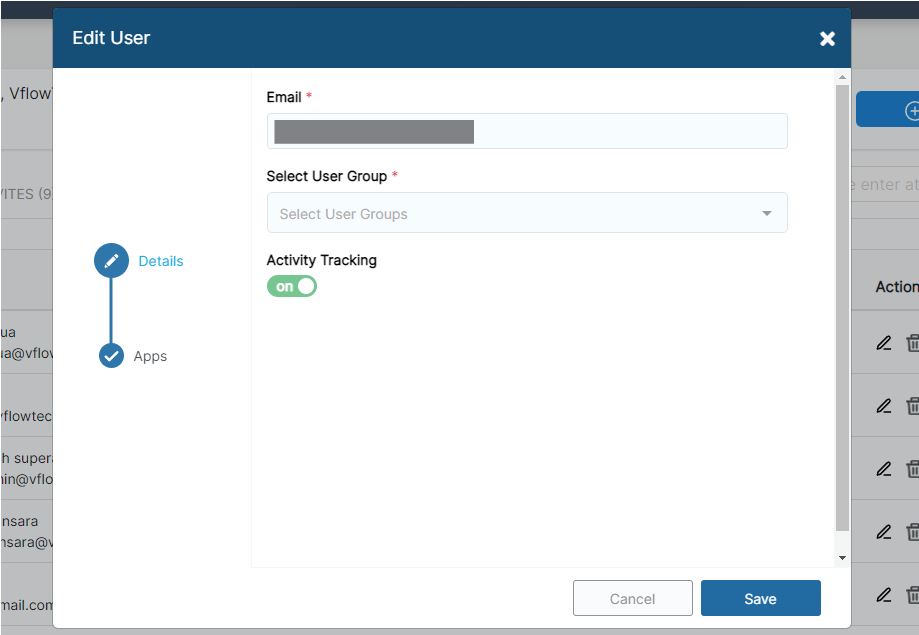 Edit User
, Vflow
Email *
Select User Group *
VITES (9
e enter at
Select User Groups
Activity Tracking
Details
on
Action
ua
ua@vflow
Apps
vflowtec
h supera
min@vflo
nsara
nsara@v
mail.com
Cancel
Save